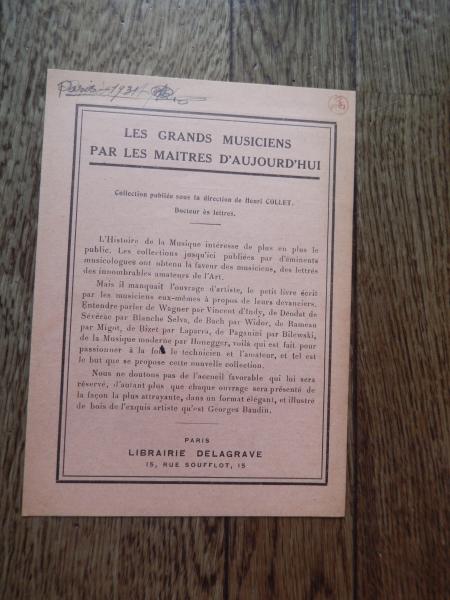 Paris 1931
LES GRANDS MUSICIENS
PAR LES MAITRES D'AUJOURD'HUI
Collection publiée sous la direction de Henri COLLET.
Docteur ès lettres.
L'Histoire de la Musique intéresse de plus en plus le
public. Les collections jusqu'ici publiées par d'éminents
musicologues ont obtenu la faveur des musiciens, des lettrés
des innombrables amateurs de l'Art.
Mais il manquait l'ouvrage d'artiste, le petit livre écrit
par les musiciens eux-mêmes à propos de leurs devanciers.
Entendre parler de Wagner par Vincent d'Indy, de Déodat de
Séverac par Blanche Selva, de Bach par Widor, de Rameau
par Migot, de Bizet par Laparra, de Paganini par Bilewski,
de la Musique moderne par Honegger, voilà qui est fait pour
passionner à la fois le technicien et l'amateur, et tel est
le but que se propose cette nouvelle collection.
Nous ne doutons pas de l'accueil favorable qui lui sera
réservé, d'autant plus que chaque ouvrage sera présenté de
la façon la plus attrayante, dans un format élégant, et illustré
de bois de l'exquis artiste qu'est Georges Baudin.
PARIS
LIBRAIRIE DELAGRAVE
15, RUE SOUFFLOT, 15